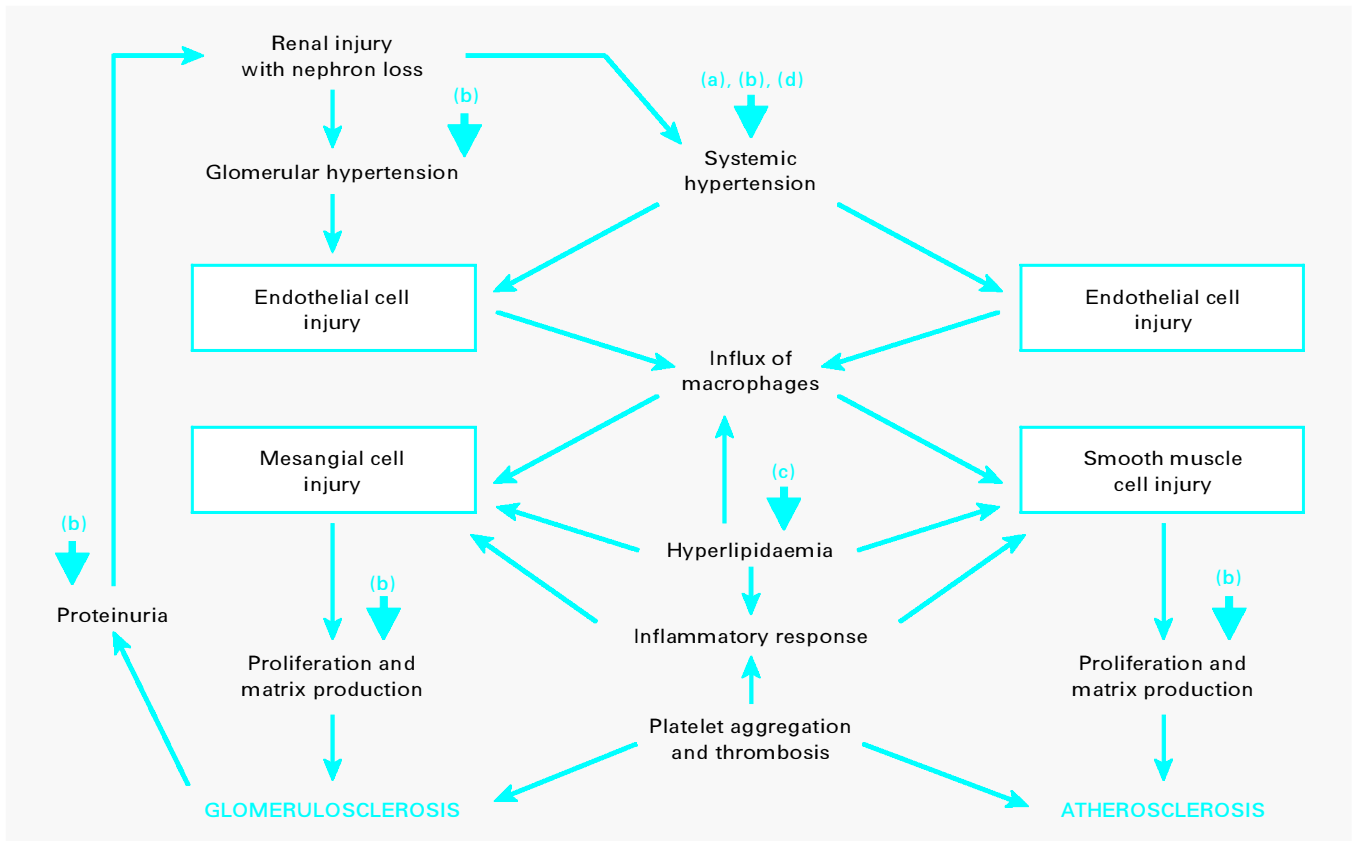 Renal injury
with nephron loss
(b)
(a), (b), (d)
Glomerular hypertension
Systemic
hypertension
Endothelial cell
injury
Endothelial cell
injury
Influx of
macrophages
Mesangial cell
injury
Smooth muscle
cell injury
(c)
(b)
Hyperlipidaemia
(b)
(b)
Proteinuria
Inflammatory response
Proliferation and
matrix production
Proliferation and
matrix production
Platelet aggregation
and thrombosis
GLOMERULOSCLEROSIS
ATHEROSCLEROSIS